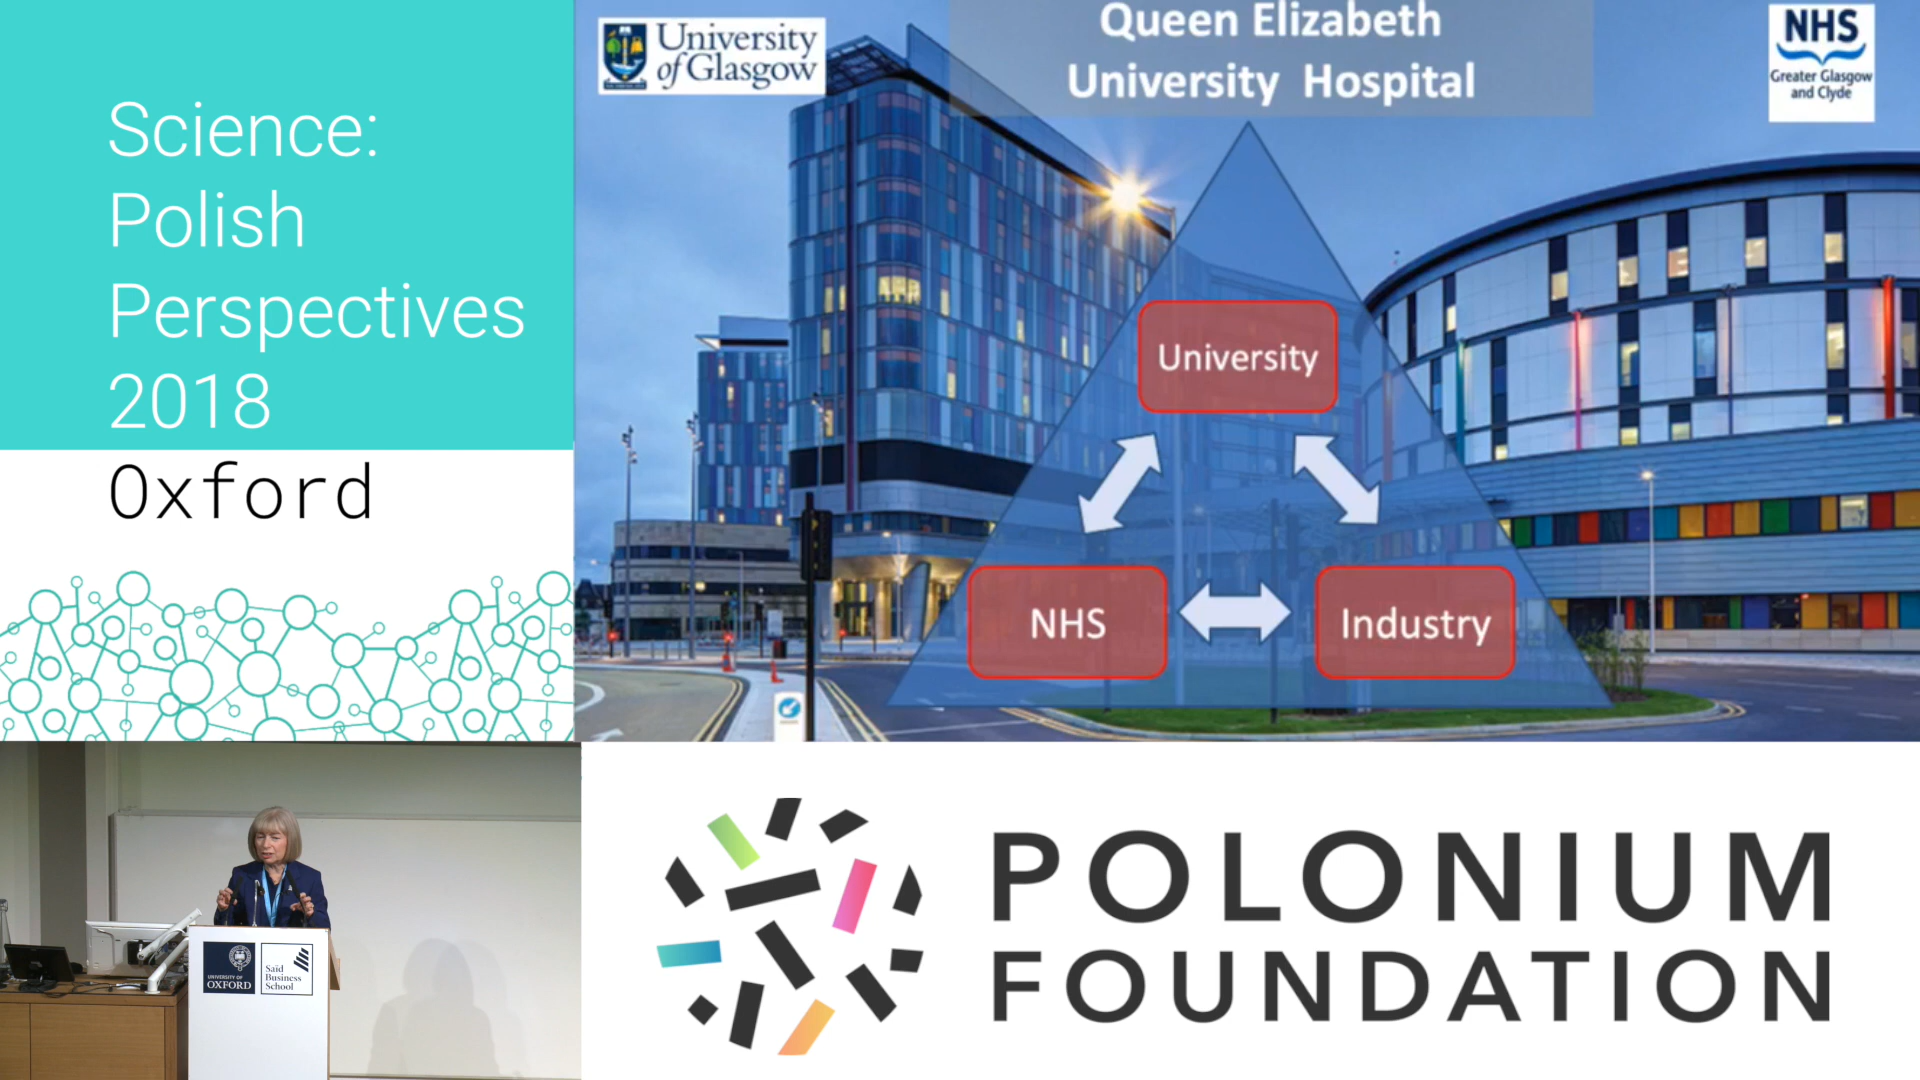 Science:
Polish
Perspectives
2018
Oxford
University
of Glasgow
Queen Elizabeth
University Hospital
NHS
Greater Glasgow
and Clyde
University
NHS
Industry
UNIVERSITY OF
OXFORD
Saïd
Business
School
POLONIUM
FOUNDATION